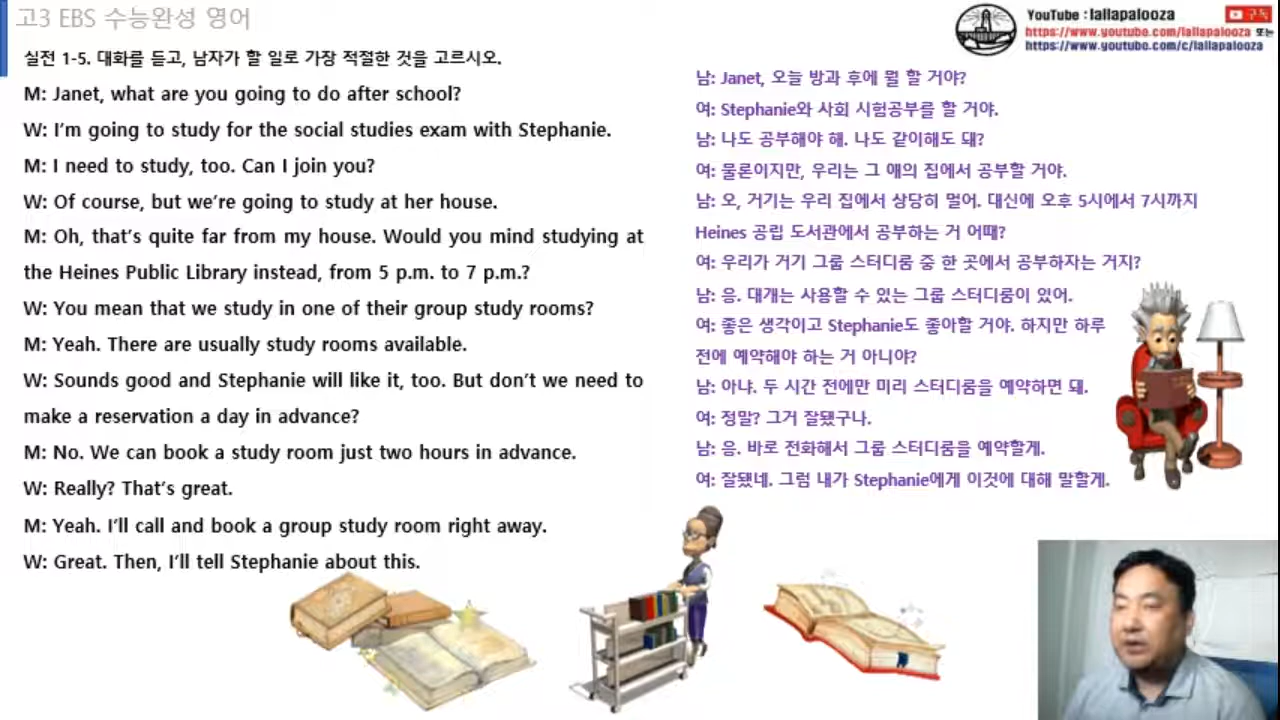 고3 EBS 수능완성 영어
YouTube : lallapalooza
구독
https://www.youtube.com/lallapalooza 또는
https://www.youtube.com/c/lallapalooza
실전 1-5. 대화를 듣고, 남자가 할 일로 가장 적절한 것을 고르시오.
M: Janet, what are you going to do after school?
W: I'm going to study for the social studies exam with Stephanie.
M: I need to study, too. Can I join you?
W: Of course, but we're going to study at her house.
M: Oh, that's quite far from my house. Would you mind studying at
the Heines Public Library instead, from 5 p.m. to 7 p.m.?
W: You mean that we study in one of their group study rooms?
M: Yeah. There are usually study rooms available.
W: Sounds good and Stephanie will like it, too. But don't we need to
make a reservation a day in advance?
M: No. We can book a study room just two hours in advance.
W: Really? That's great.
M: Yeah. I'll call and book a group study room right away.
W: Great. Then, I'll tell Stephanie about this.
남: Janet, 오늘 방과 후에 뭘 할 거야?
여: Stephanie와 사회 시험공부를 할 거야.
남: 나도 공부해야 해. 나도 같이해도 돼?
여: 물론이지만, 우리는 그 애의 집에서 공부할 거야.
남: 오, 거기는 우리 집에서 상당히 멀어. 대신에 오후 5시에서 7시까지
Heines 공립 도서관에서 공부하는 거 어때?
여: 우리가 거기 그룹 스터디룸 중 한 곳에서 공부하자는 거지?
남: 응. 대개는 사용할 수 있는 그룹 스터디룸이 있어.
여: 좋은 생각이고 Stephanie도 좋아할 거야. 하지만 하루
전에 예약해야 하는 거 아니야?
남: 아냐. 두 시간 전에만 미리 스터디룸을 예약하면 돼.
여: 정말? 그거 잘됐구나.
남: 응. 바로 전화해서 그룹 스터디룸을 예약할게.
여: 잘됐네. 그럼 내가 Stephanie에게 이것에 대해 말할게.